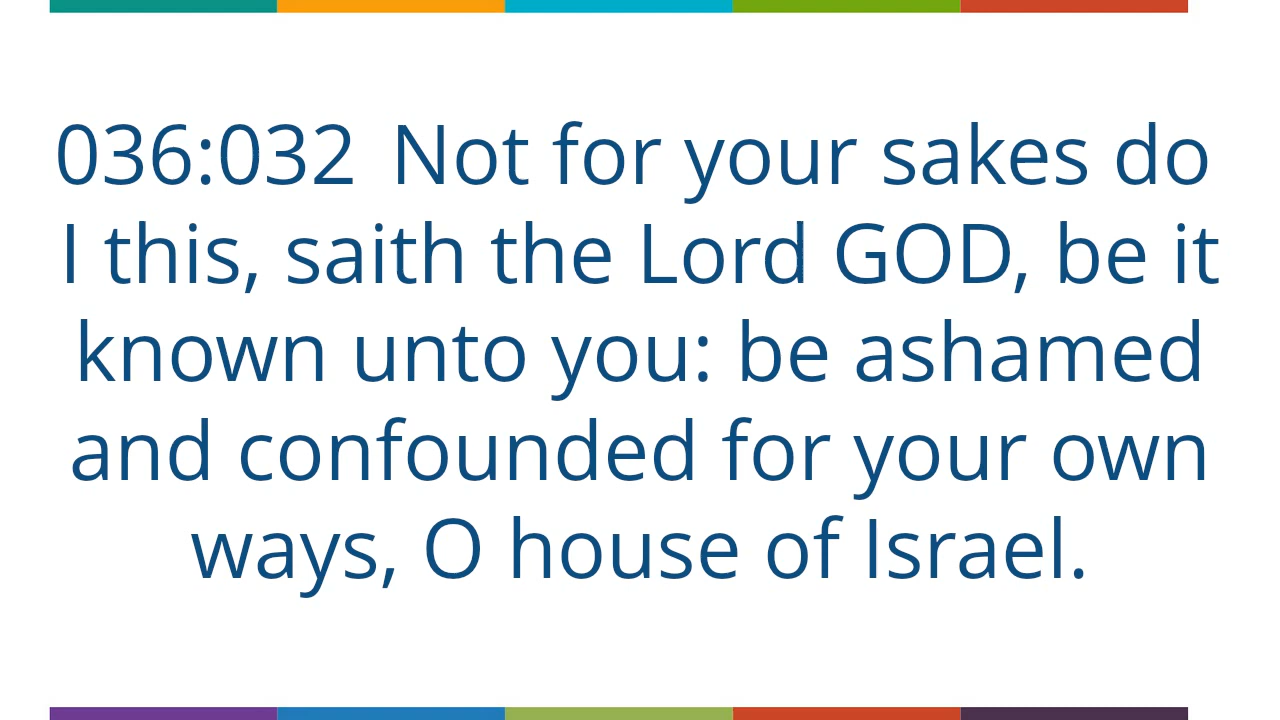 036:032 Not for your sakes do
I this, saith the Lord GOD, be it
known unto you: be ashamed
and confounded for your own
ways, O house of Israel.